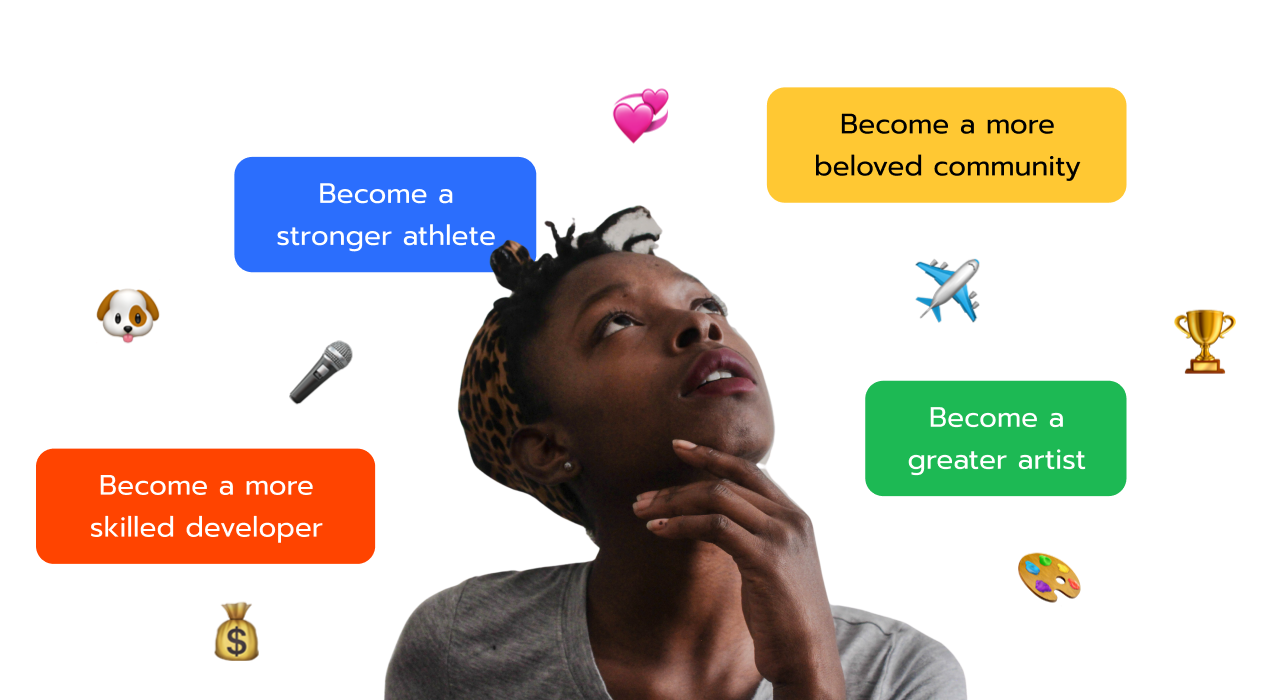 Become a more
beloved community
Become a
stronger athlete
Become a
greater artist
Become a more
skilled developer
$